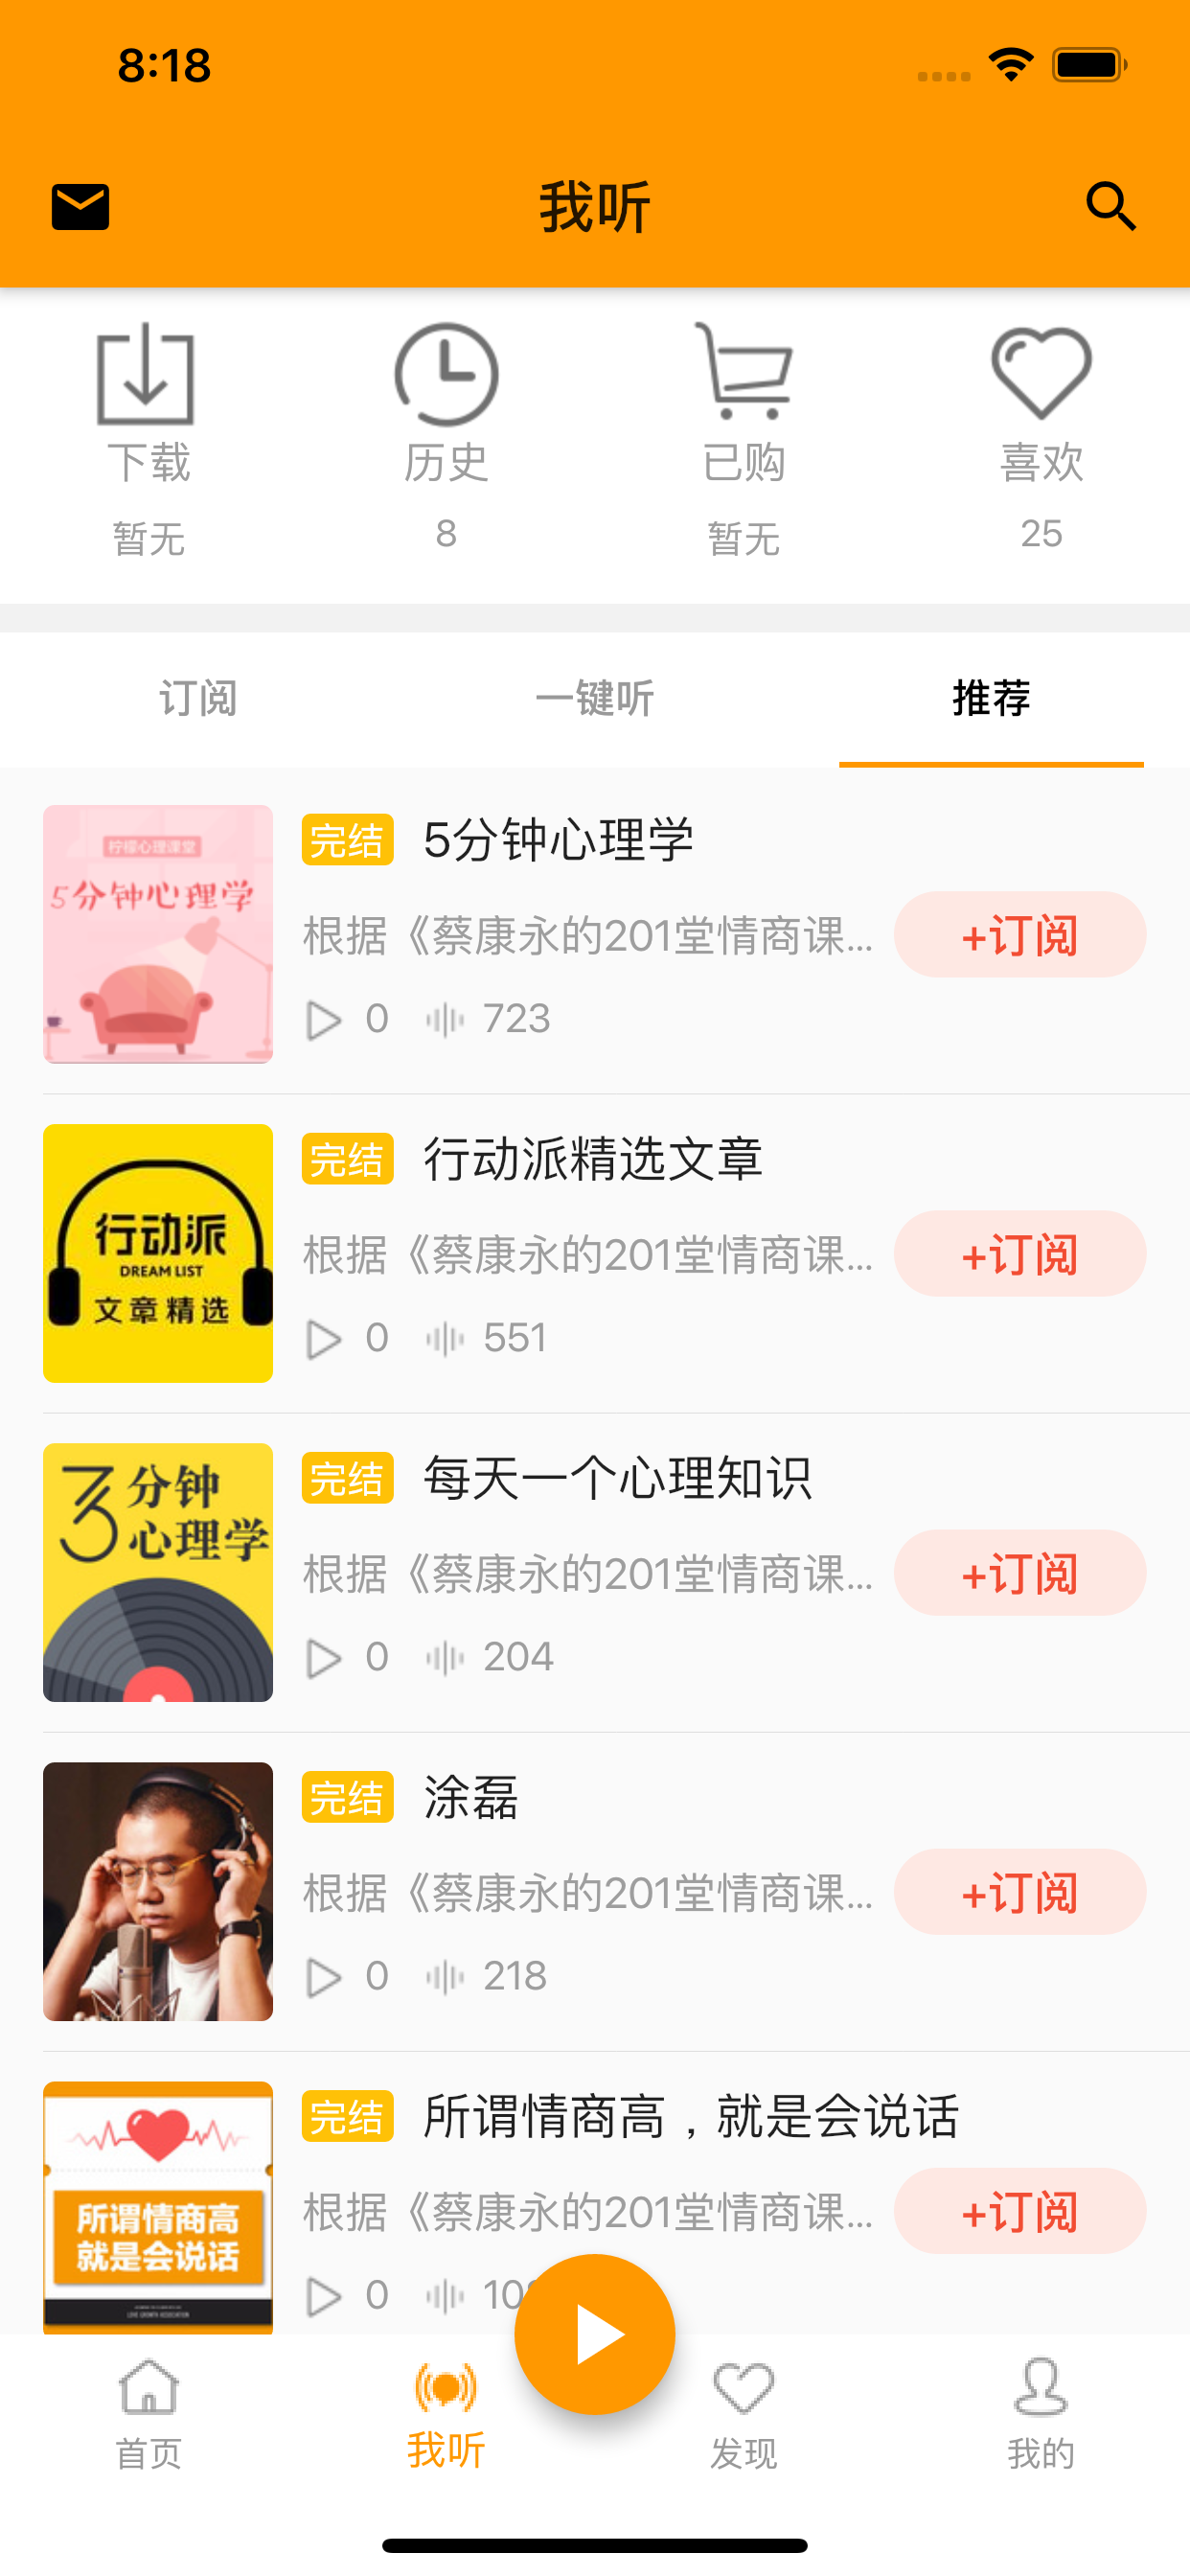 8:18
我听
下载
历史
已购
喜欢
暂无
8
暂无
25
订阅
一键听
推荐
柠檬心理课堂
5分钟心理学
完结 5分钟心理学
根据《蔡康永的201堂情商课...
+订阅
0 723
行动派
DREAM LIST
文章精选
完结 行动派精选文章
根据《蔡康永的201堂情商课...
+订阅
0 551
3分钟
心理学
完结 每天一个心理知识
根据《蔡康永的201堂情商课...
+订阅
0 204
完结 涂磊
根据《蔡康永的201堂情商课...
+订阅
0 218
所谓情商高
就是会说话
完结 所谓情商高，就是会说话
根据《蔡康永的201堂情商课...
+订阅
0
首页
我听
发现
我的